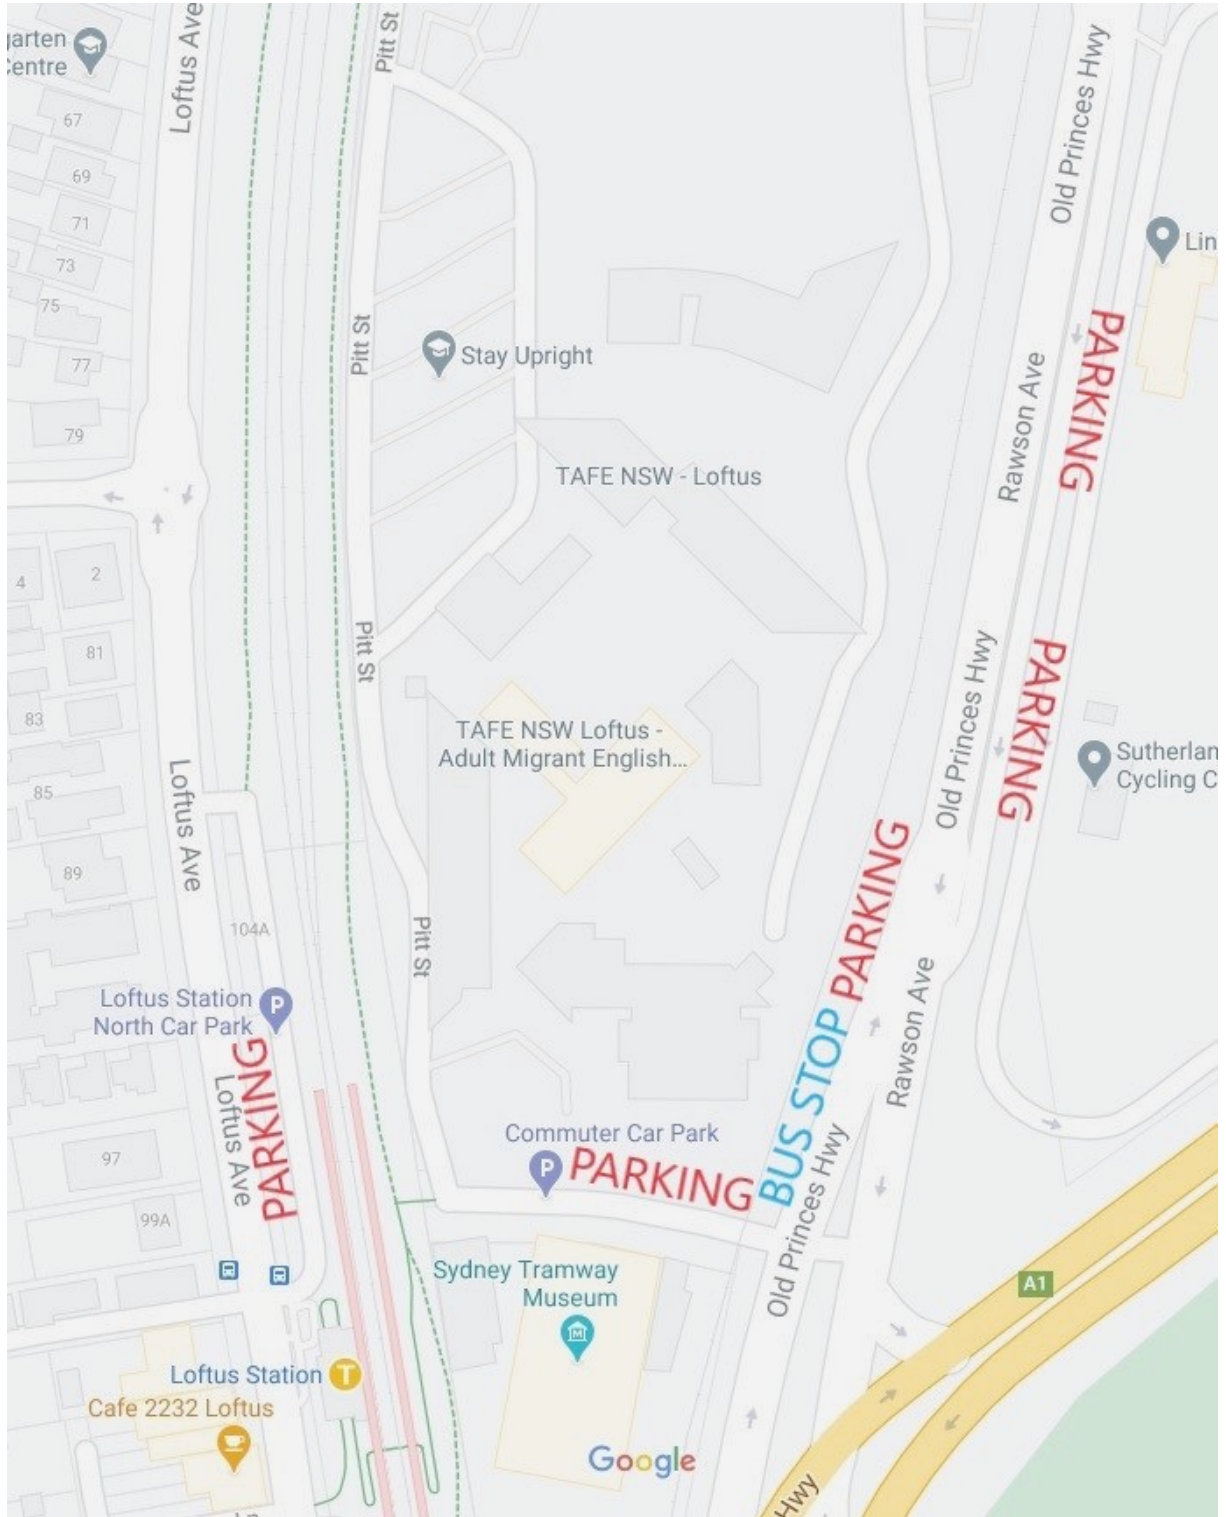 garten
Centre
Loftus Ave
Pitt St
Old Princes Hwy
67
69
71
73
75
77
79
Lin
Pitt St
Stay Upright
PARKING
Rawson Ave
TAFE NSW - Loftus
4
2
81
83
85
89
Pitt St
PARKING
Old Princes Hwy
TAFE NSW Loftus -
Adult Migrant English...
Sutherlan
Cycling C
Loftus Ave
PARKING
Pitt St
104A
Loftus Station
North Car Park
Rawson Ave
BUS STOP
PARKING
Loftus Ave
Commuter Car Park
PARKING
97
99A
Old Princes Hwy
Sydney Tramway
Museum
A1
Loftus Station
T
Cafe 2232 Loftus
Google
Hwy
P
P
M